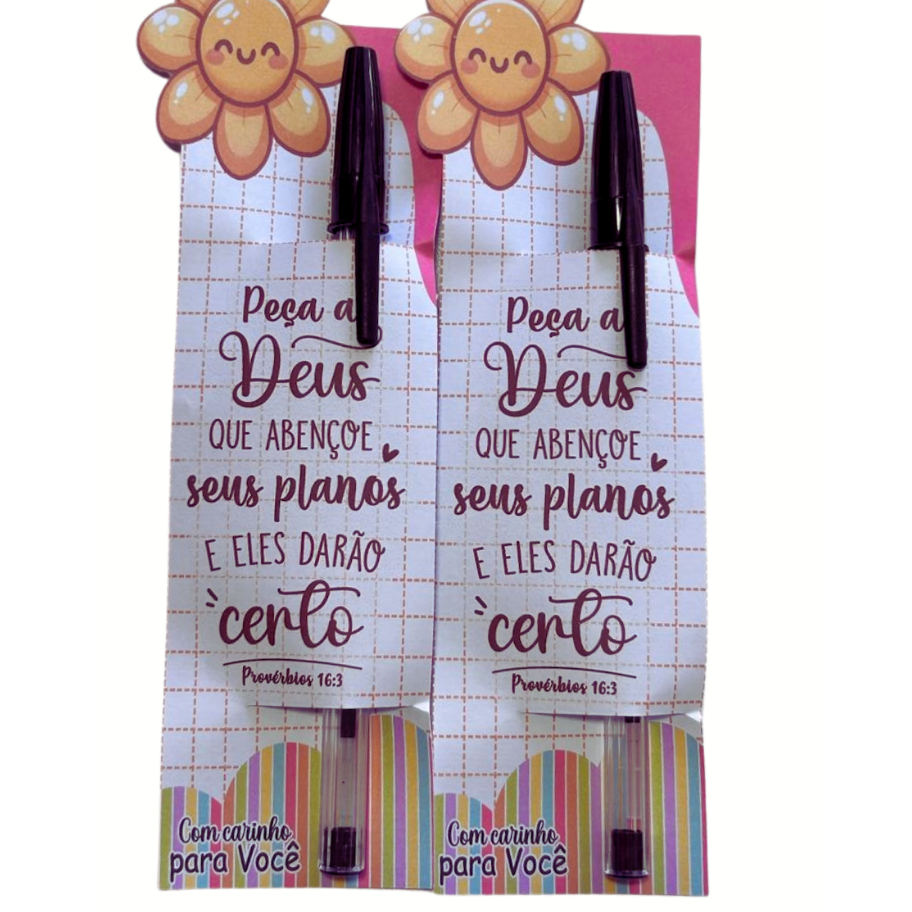 Peça a
Deus
QUE ABENÇOE
seus planos
E ELES DARÃO
certo
Provérbios 16:3
Com carinho
para Você
Peça a
Deus
QUE ABENÇOE
seus planos
E ELES DARÃO
certo
Provérbios 16:3
Com carinho
para Você